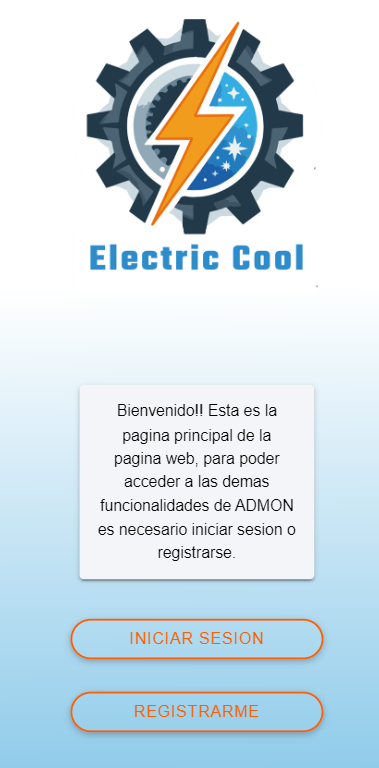 Electric Cool
Bienvenido!! Esta es la
pagina principal de la
pagina web, para poder
acceder a las demas
funcionalidades de ADMON
es necesario iniciar sesion o
registrarse.
INICIAR SESION
REGISTRARME